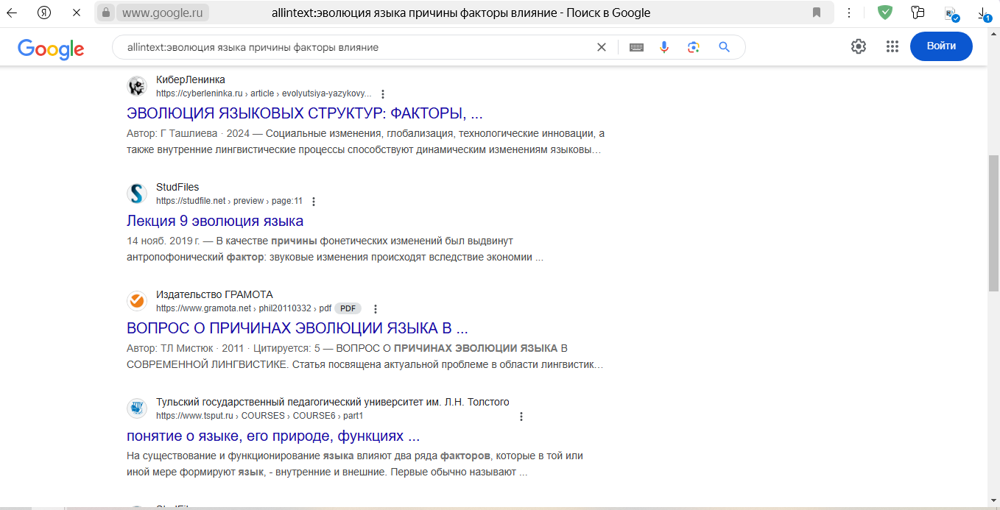 www.google.ru
allintext:эволюция языка причины факторы влияние - Поиск в Google
1
Google
allintext:эволюция языка причины факторы влияние
Войти
КиберЛенинка
https://cyberleninka.ru › article › evolyutsiya-yazykovy...
ЭВОЛЮЦИЯ ЯЗЫКОВЫХ СТРУКТУР: ФАКТОРЫ, ...
Автор: Г Ташлиева · 2024 — Социальные изменения, глобализация, технологические инновации, а
также внутренние лингвистические процессы способствуют динамическим изменениям языковы…
StudFiles
https://studfile.net › preview › page:11
Лекция 9 эволюция языка
14 нояб. 2019 г. — В качестве причины фонетических изменений был выдвинут
антропофонический фактор: звуковые изменения происходят вследствие экономии ...
Издательство ГРАМОТА
https://www.gramota.net › phil20110332 › pdf PDF
ВОПРОС О ПРИЧИНАХ ЭВОЛЮЦИИ ЯЗЫКА В ...
Автор: ТЛ Мистюк · 2011 · Цитируется: 5 — ВОПРОС О ПРИЧИНАХ ЭВОЛЮЦИИ ЯЗЫКА В
СОВРЕМЕННОЙ ЛИНГВИСТИКЕ. Статья посвящена актуальной проблеме в области лингвистик…
Тульский государственный педагогический университет им. Л.Н. Толстого
https://www.tsput.ru › COURSES › COURSE6 › part1
понятие о языке, его природе, функциях ...
На существование и функционирование языка влияют два ряда факторов, которые в той или
иной мере формируют язык, - внутренние и внешние. Первые обычно называют ...